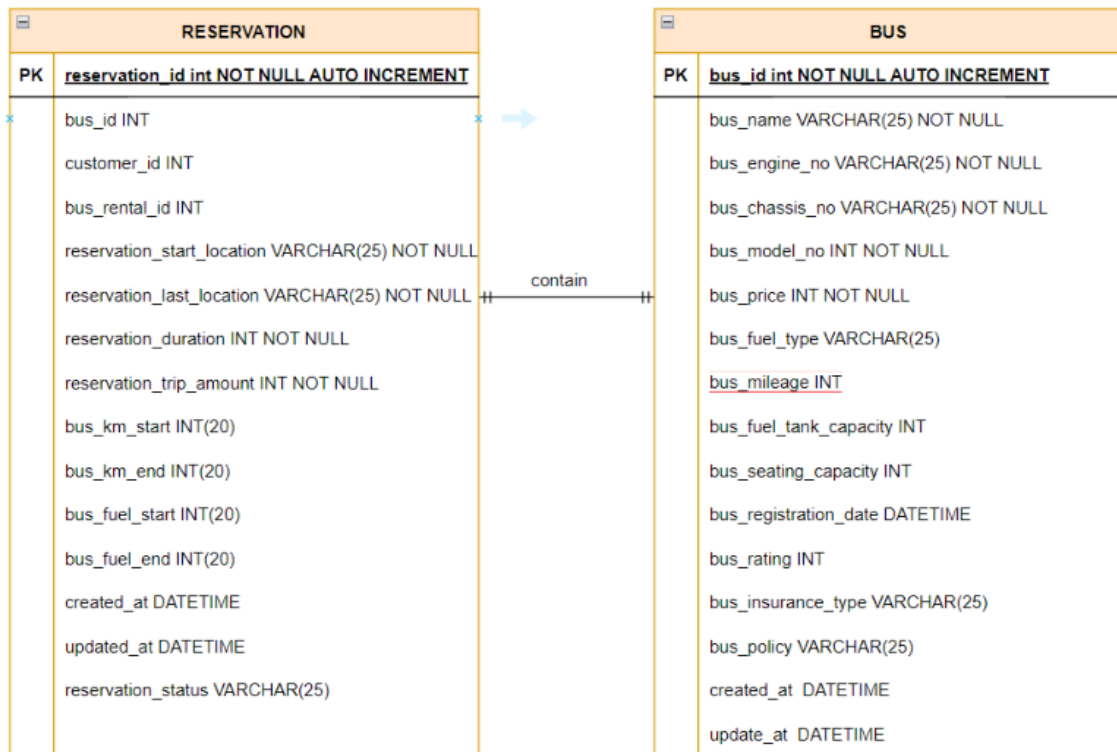 RESERVATION
PK reservation_id int NOT NULL AUTO INCREMENT
bus_id INT
customer_id INT
bus_rental_id INT
reservation_start_location VARCHAR(25) NOT NULL
reservation_last_location VARCHAR(25) NOT NULL
reservation_duration INT NOT NULL
reservation_trip_amount INT NOT NULL
bus_km_start INT(20)
bus_km_end INT(20)
bus_fuel_start INT(20)
bus_fuel_end INT(20)
created_at DATETIME
updated_at DATETIME
reservation_status VARCHAR(25)
contain
BUS
PK bus_id int NOT NULL AUTO INCREMENT
bus_name VARCHAR(25) NOT NULL
bus_engine_no VARCHAR(25) NOT NULL
bus_chassis_no VARCHAR(25) NOT NULL
bus_model_no INT NOT NULL
bus_price INT NOT NULL
bus_fuel_type VARCHAR(25)
bus_mileage INT
bus_fuel_tank_capacity INT
bus_seating_capacity INT
bus_registration_date DATETIME
bus_rating INT
bus_insurance_type VARCHAR(25)
bus_policy VARCHAR(25)
created_at DATETIME
update_at DATETIME